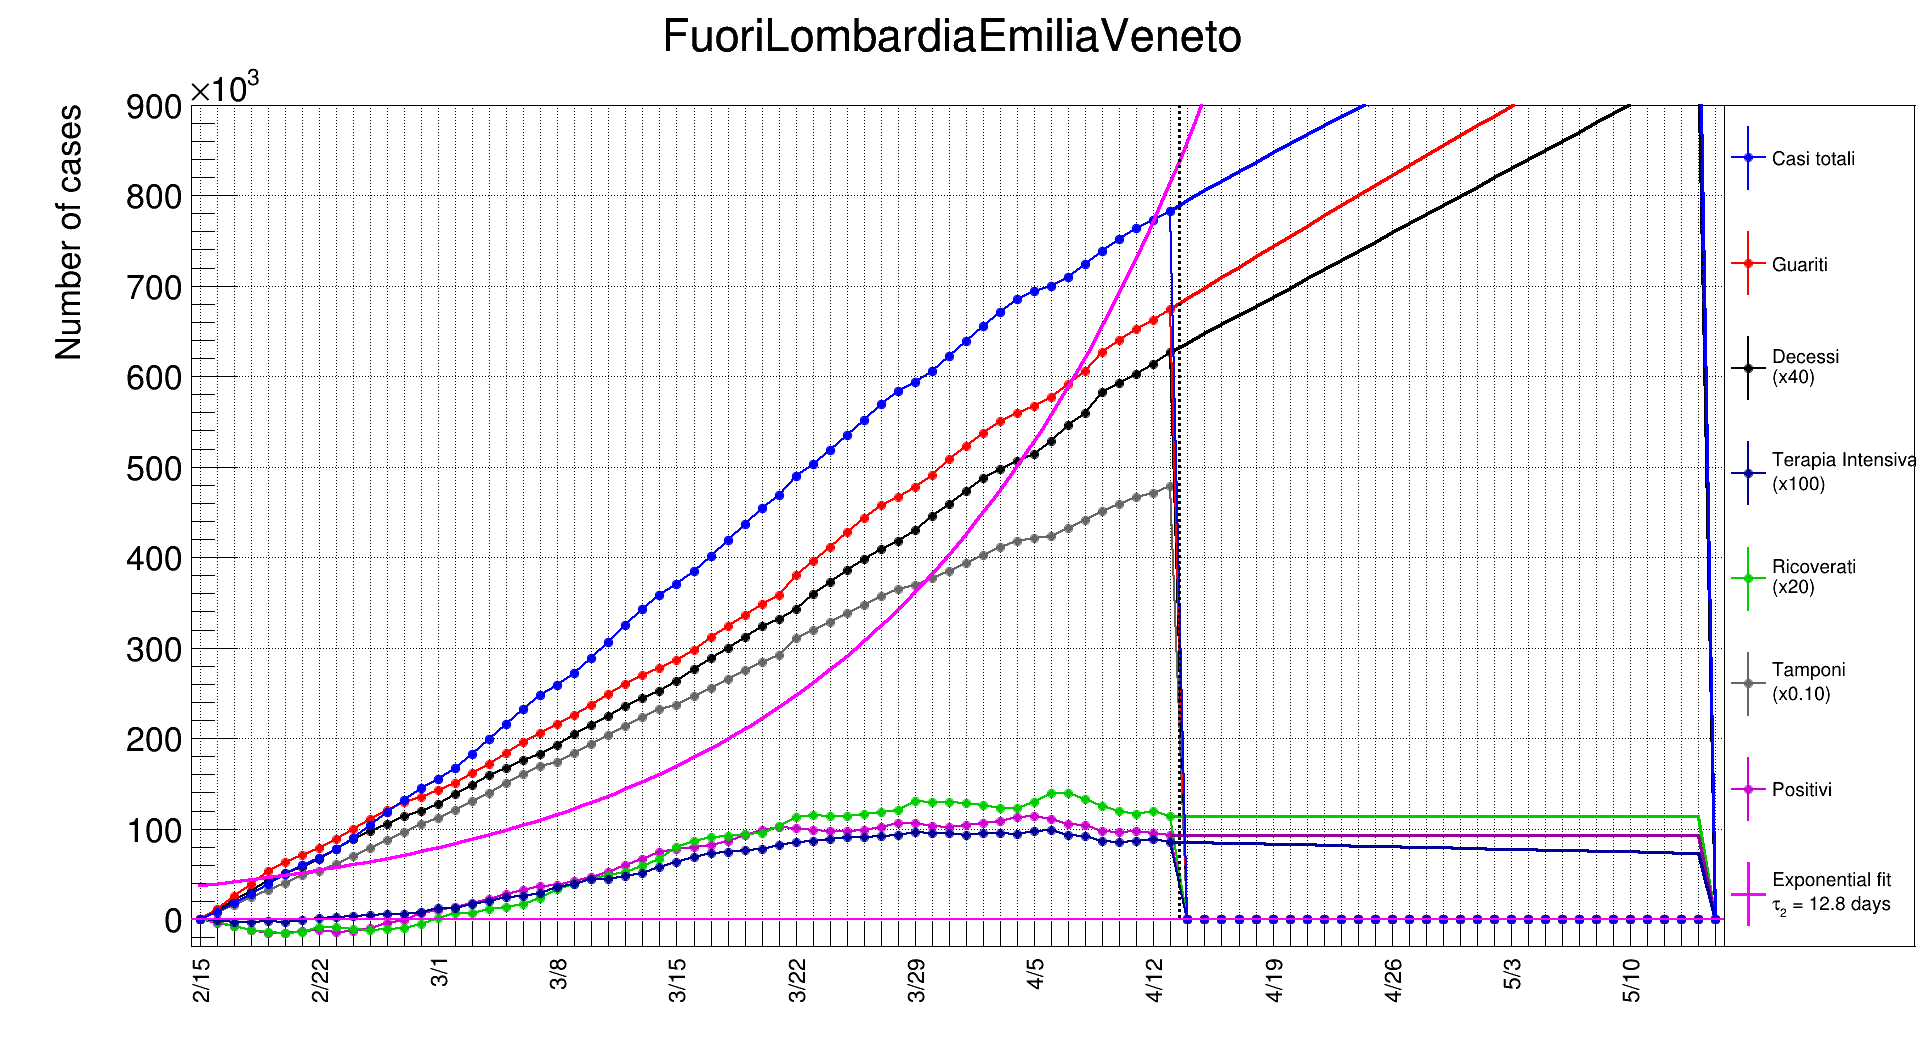 FuoriLombardiaEmiliaVeneto
×10³
Number of cases
900
800
700
600
500
400
300
200
100
0
2/15
2/22
3/1
3/8
3/15
3/22
3/29
4/5
4/12
4/19
4/26
5/3
5/10
Casi totali
Guariti
Decessi
(x40)
Terapia Intensiva
(x100)
Ricoverati
(x20)
Tamponi
(x0.10)
Positivi
Exponential fit
τ₂ = 12.8 days